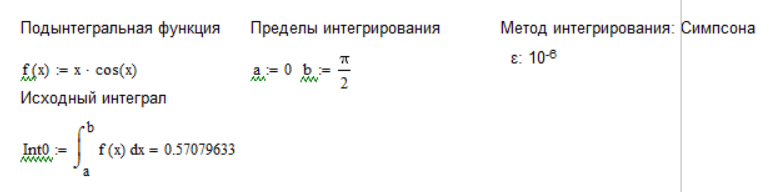 Подынтегральная функция Пределы интегрирования Метод интегрирования: Симпсона
f(x) := x · cos(x) a := 0 b := π/2 ε: 10⁻⁶
Исходный интеграл
Int0 := ∫ₐᵇ f(x) dx = 0.57079633